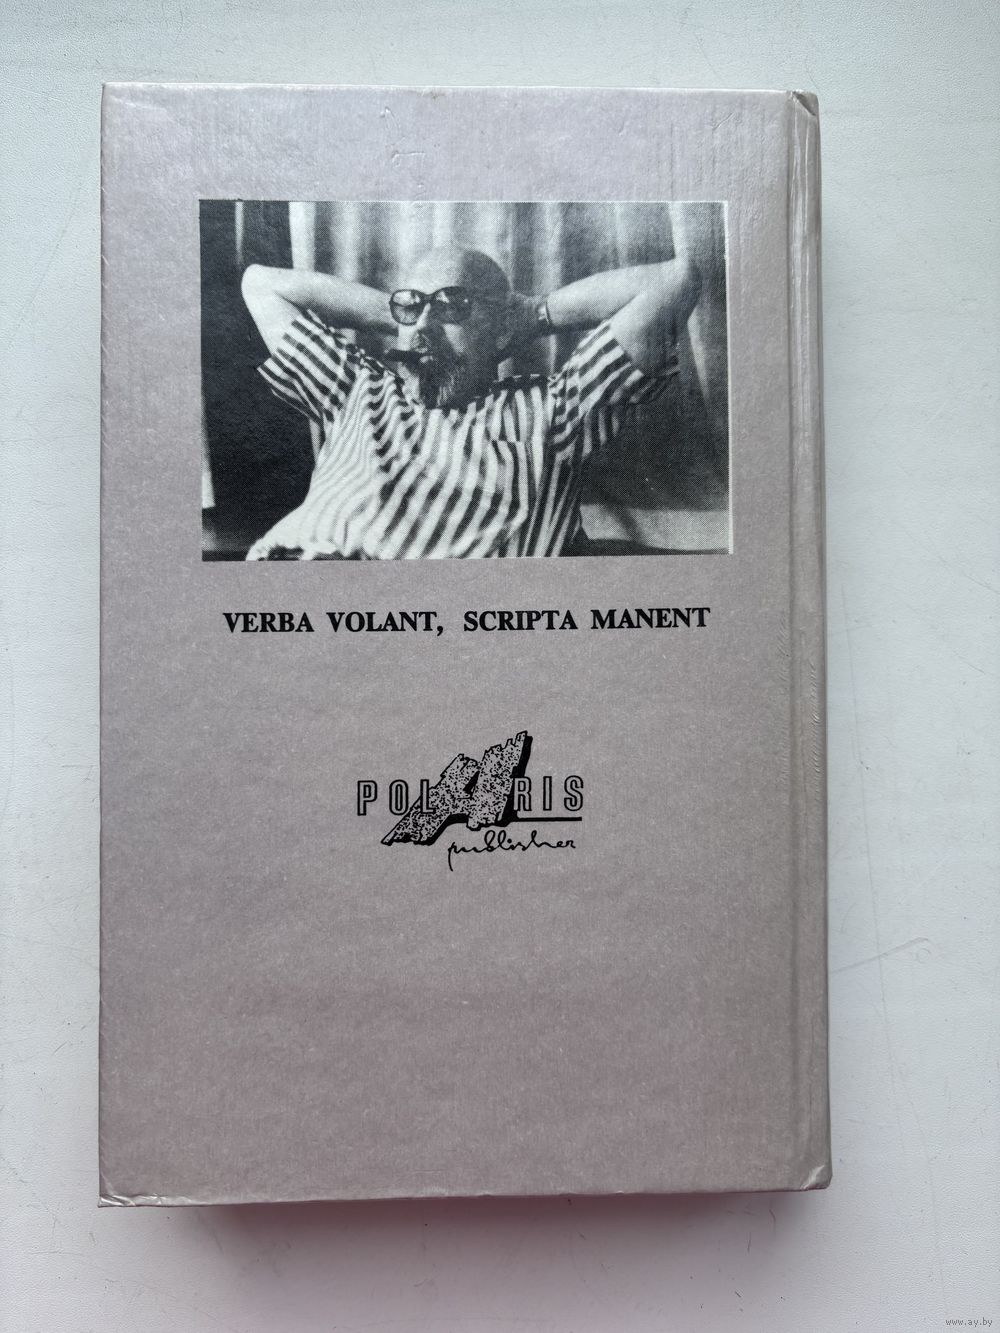 VERBA VOLANT, SCRIPTA MANENT
POLARIS
publisher
www.ay.by